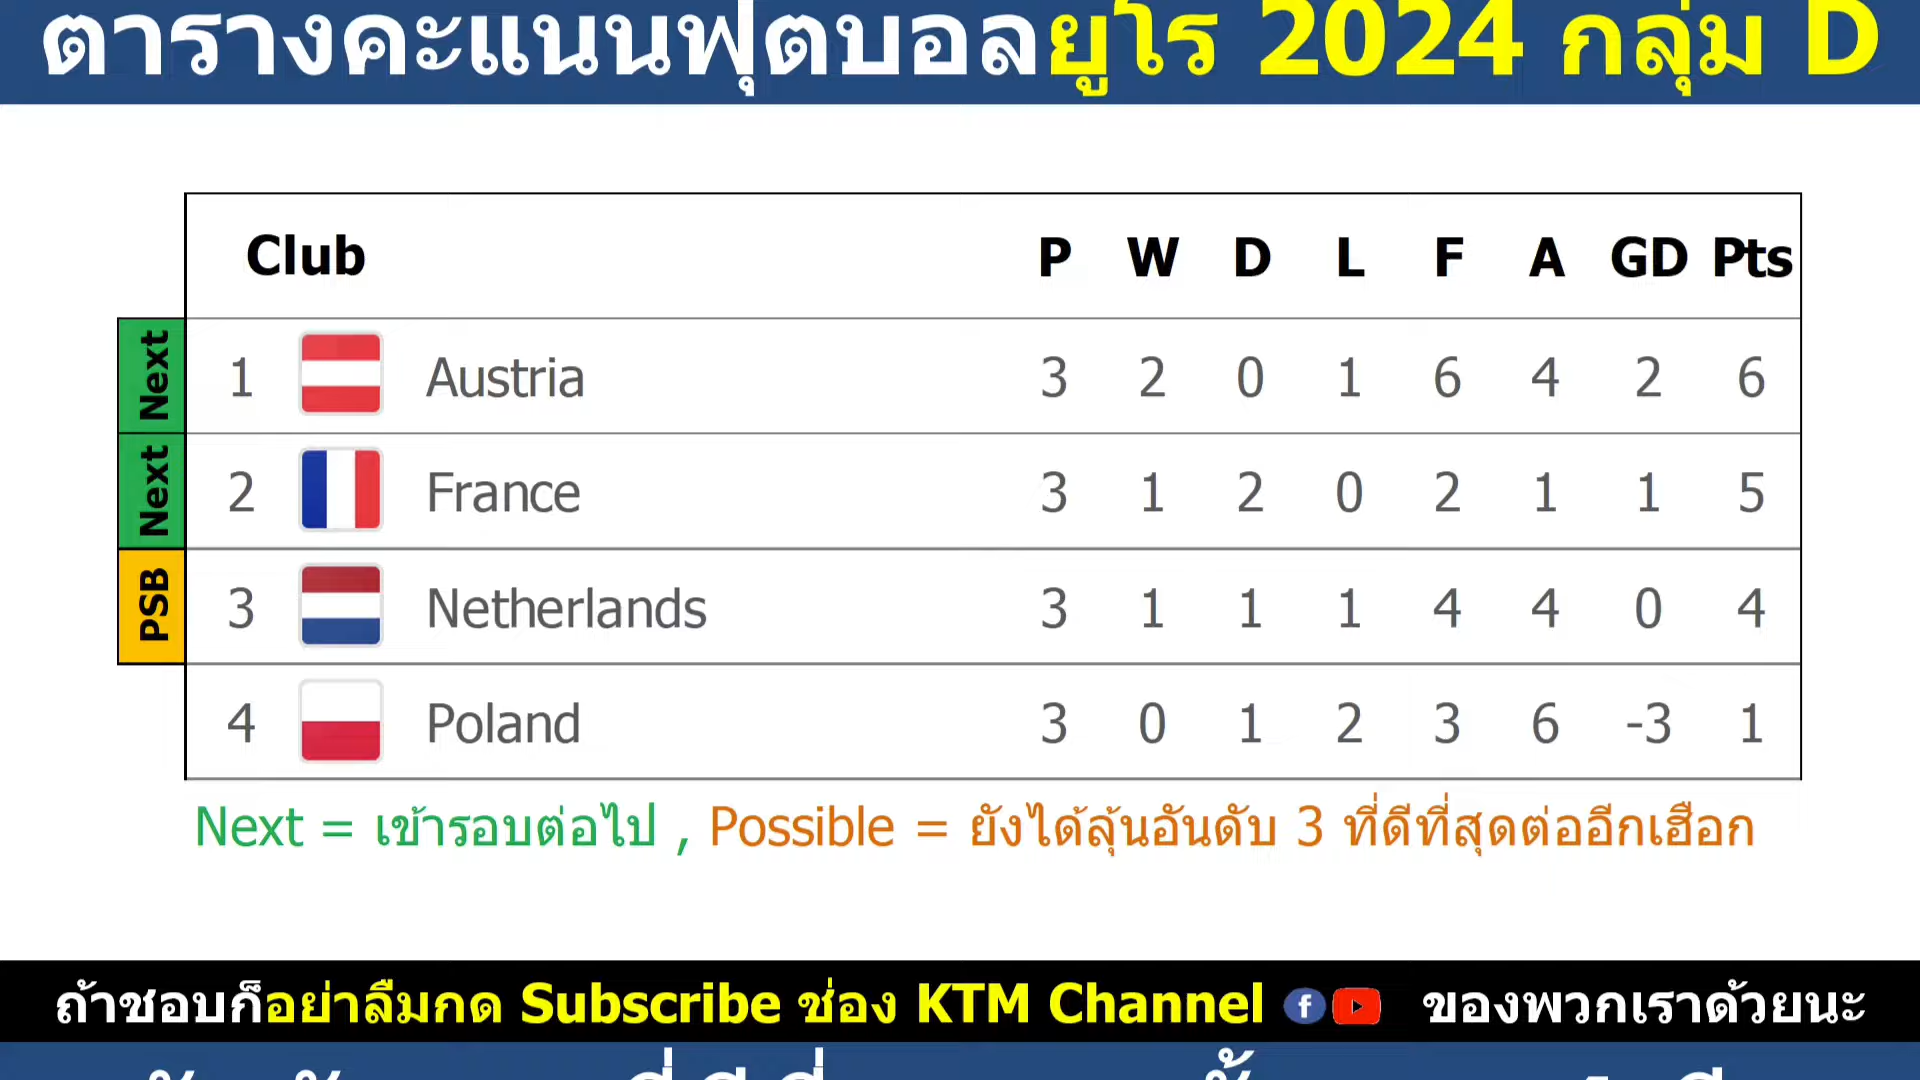 ตารางคะแนนฟุตบอลยูโร 2024 กลุ่ม D
Club P W D L F A GD Pts
Next 1 Austria 3 2 0 1 6 4 2 6
Next 2 France 3 1 2 0 2 1 1 5
PSB 3 Netherlands 3 1 1 1 4 4 0 4
4 Poland 3 0 1 2 3 6 -3 1
Next = เข้ารอบต่อไป , Possible = ยังได้ลุ้นอันดับ 3 ที่ดีที่สุดต่ออีกเฮือก
ถ้าชอบก็อย่าลืมกด Subscribe ช่อง KTM Channel ของพวกเราด้วยนะ